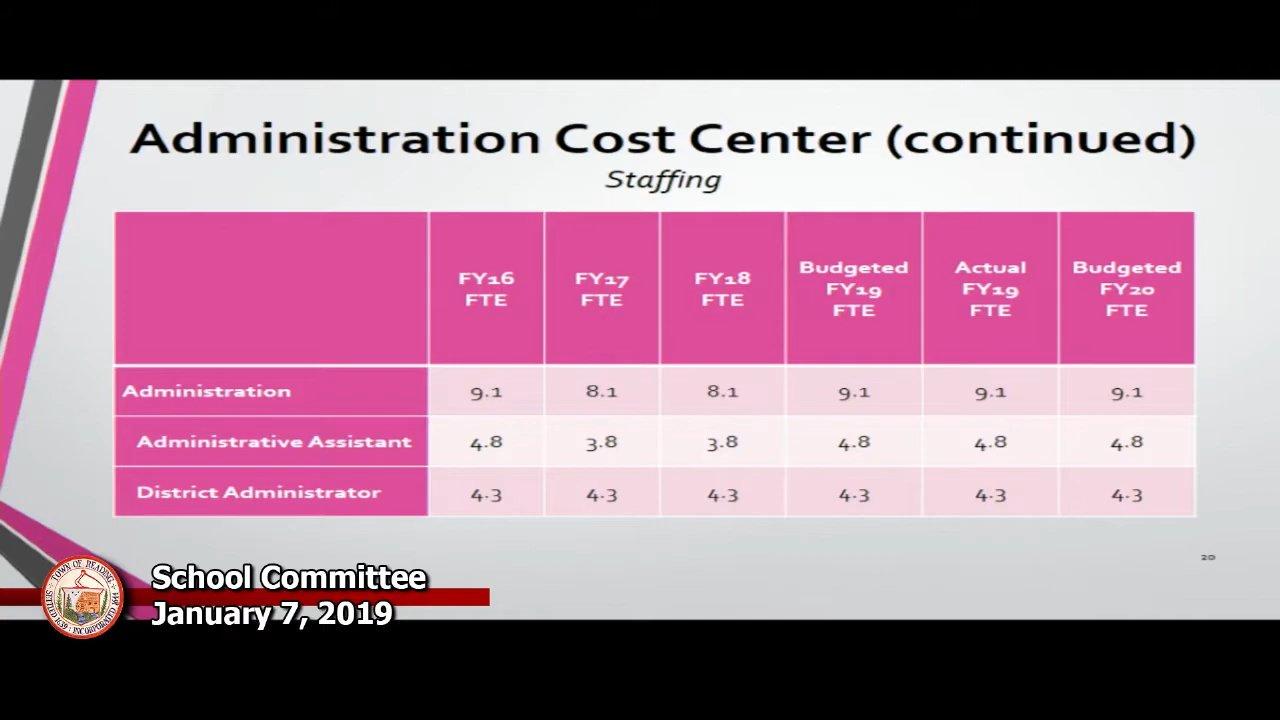 Administration Cost Center (continued)
Staffing
FY16 FTE FY17 FTE FY18 FTE Budgeted FY19 FTE Actual FY19 FTE Budgeted FY20 FTE
Administration 9.1 8.1 8.1 9.1 9.1 9.1
Administrative Assistant 4.8 3.8 3.8 4.8 4.8 4.8
District Administrator 4.3 4.3 4.3 4.3 4.3 4.3
20
School Committee
January 7, 2019
TOWN OF READING